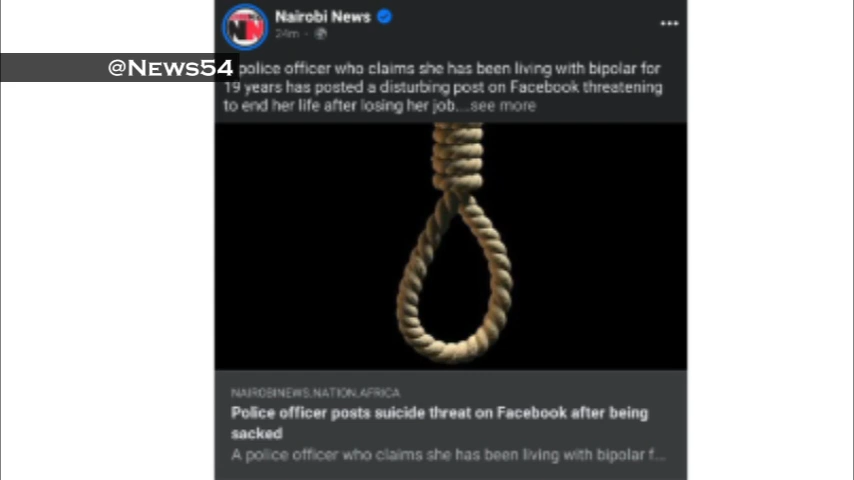 Nairobi News
24m
@NEWS54
police officer who claims she has been living with bipolar for
19 years has posted a disturbing post on Facebook threatening
to end her life after losing her job....see more
NAIROBINEWS.NATION.AFRICA
Police officer posts suicide threat on Facebook after being
sacked
A police officer who claims she has been living with bipolar f...